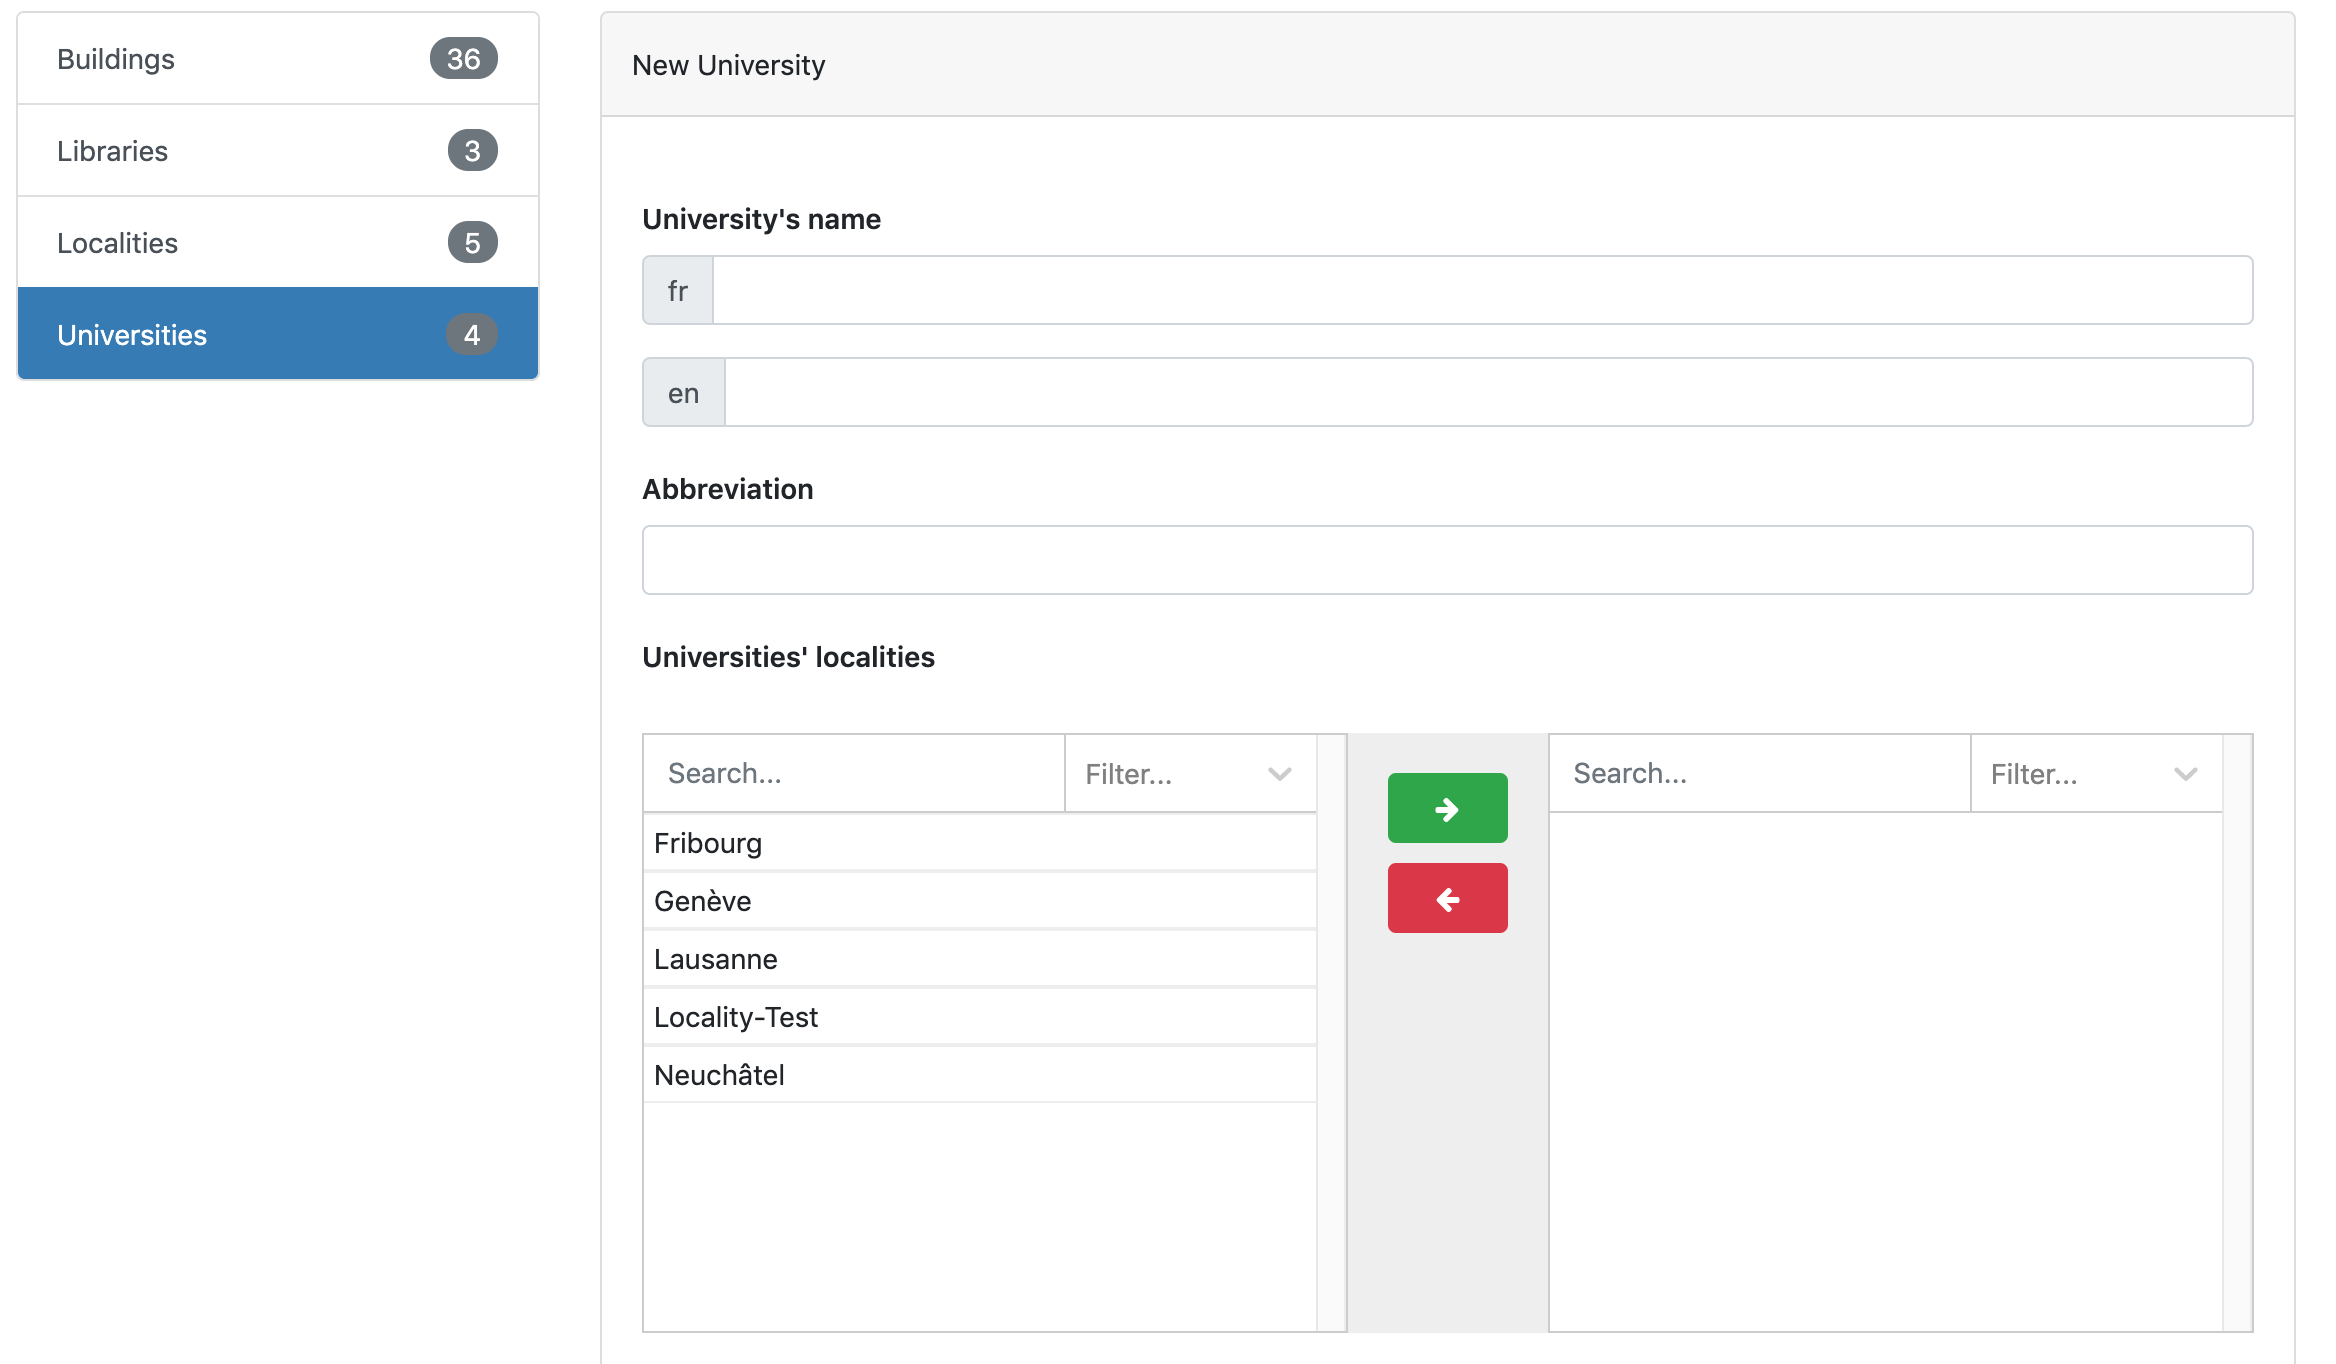 Buildings 36
Libraries 3
Localities 5
Universities 4
New University
University's name
fr
en
Abbreviation
Universities' localities
Search... Filter...
Fribourg
Genève
Lausanne
Locality-Test
Neuchâtel
Search... Filter...